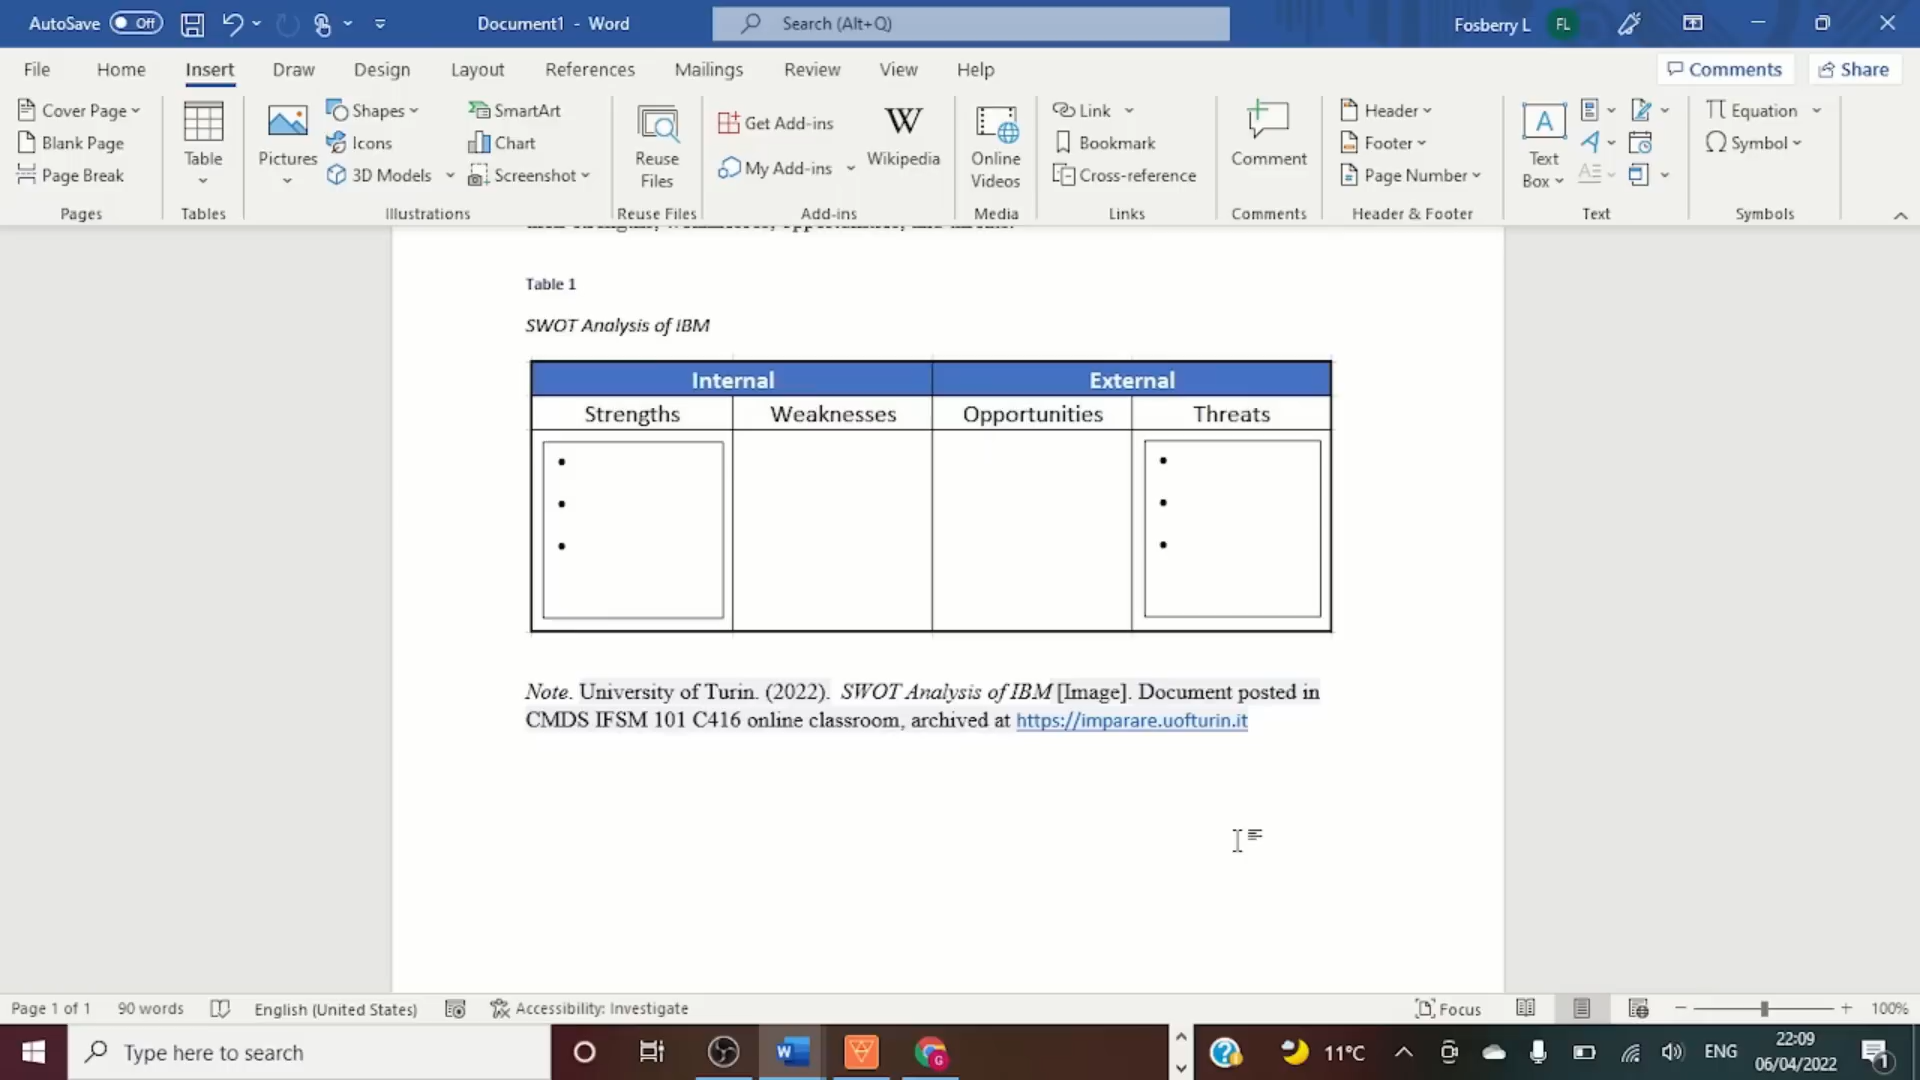 AutoSave Off Document1 - Word Search (Alt+Q) Fosberry L FL
File Home Insert Draw Design Layout References Mailings Review View Help Comments Share
Cover Page
Blank Page
Page Break
Pages
Table
Tables
Pictures
Shapes
Icons
3D Models
SmartArt
Chart
Screenshot
Illustrations
Reuse
Files
Reuse Files
Get Add-ins
My Add-ins
W
Wikipedia
Add-ins
Online
Videos
Media
Link
Bookmark
Cross-reference
Links
Comment
Comments
Header
Footer
Page Number
Header & Footer
A
Text
Box
Text
Equation
Symbol
Symbols
Table 1
SWOT Analysis of IBM
Internal External
Strengths Weaknesses Opportunities Threats
Note. University of Turin. (2022). SWOT Analysis of IBM [Image]. Document posted in
CMDS IFSM 101 C416 online classroom, archived at https://imparare.uofturin.it
Page 1 of 1 90 words English (United States) Accessibility: Investigate Focus 100%
Type here to search 11°C ENG 22:09
06/04/2022 1